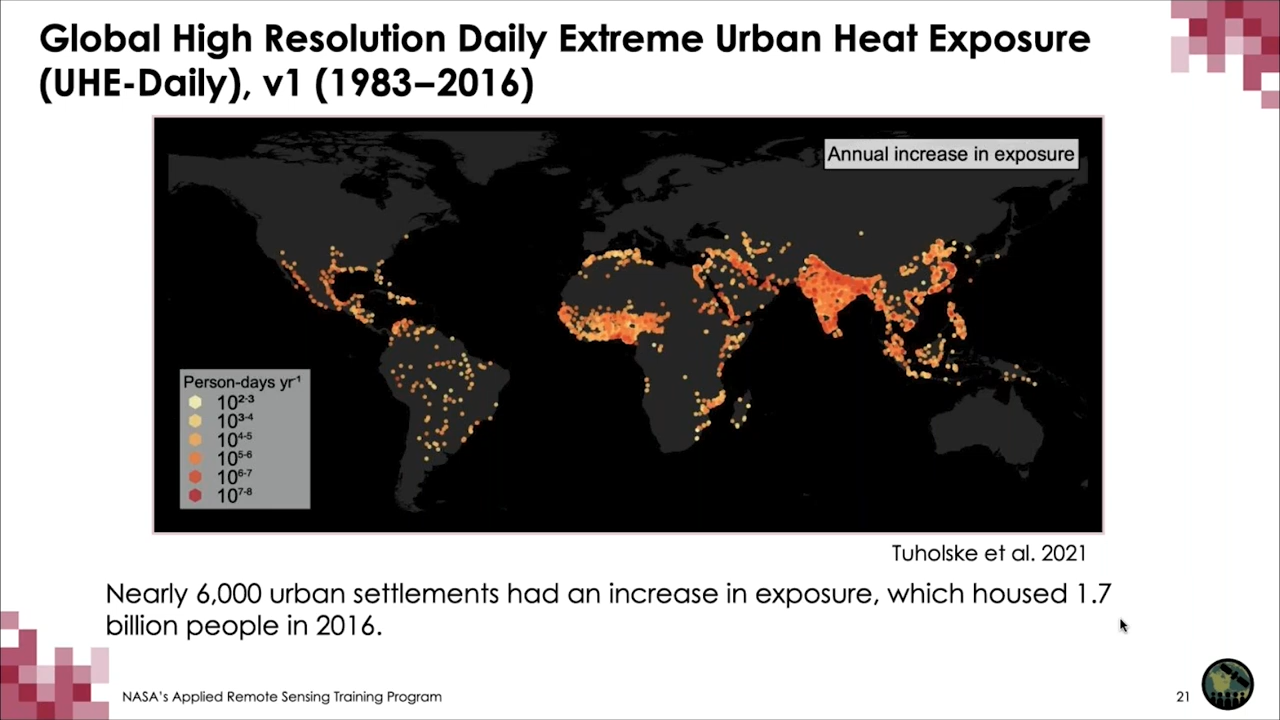 Global High Resolution Daily Extreme Urban Heat Exposure
(UHE-Daily), v1 (1983–2016)
Annual increase in exposure
Person-days yr⁻¹
10²⁻³
10³⁻⁴
10⁴⁻⁵
10⁵⁻⁶
10⁶⁻⁷
10⁷⁻⁸
Tuholske et al. 2021
Nearly 6,000 urban settlements had an increase in exposure, which housed 1.7
billion people in 2016.
NASA's Applied Remote Sensing Training Program
21